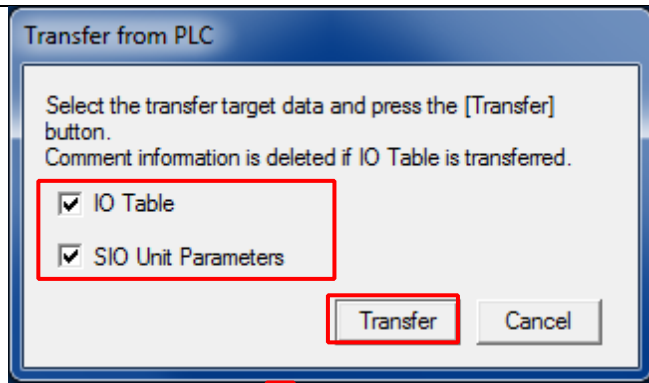 Transfer from PLC
Select the transfer target data and press the [Transfer]
button.
Comment information is deleted if IO Table is transferred.
IO Table
SIO Unit Parameters
Transfer
Cancel